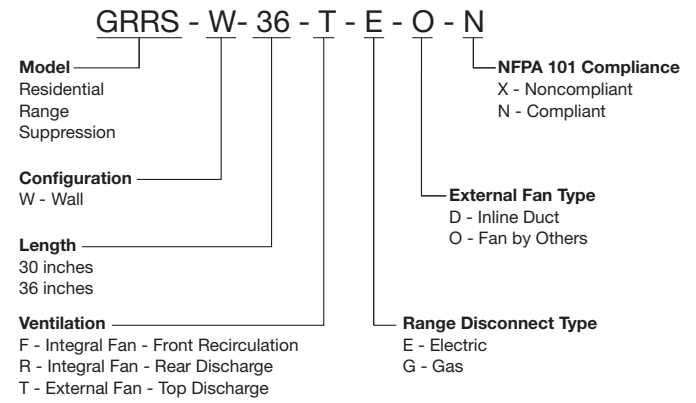 GRRS - W- 36 - T - E - O - N
Model
Residential
Range
Suppression
Configuration
W - Wall
Length
30 inches
36 inches
Ventilation
F - Integral Fan - Front Recirculation
R - Integral Fan - Rear Discharge
T - External Fan - Top Discharge
NFPA 101 Compliance
X - Noncompliant
N - Compliant
External Fan Type
D - Inline Duct
O - Fan by Others
Range Disconnect Type
E - Electric
G - Gas